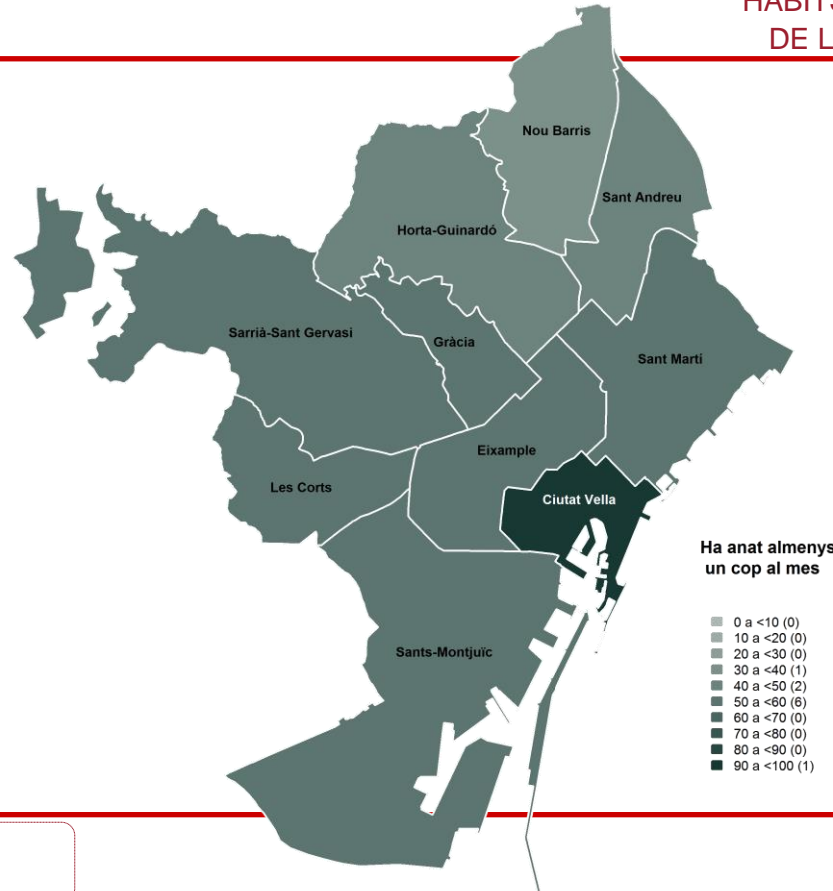 HÀBITS
DE L
Nou Barris
Sant Andreu
Horta-Guinardó
Sarrià-Sant Gervasi
Gràcia
Sant Martí
Eixample
Les Corts
Ciutat Vella
Sants-Montjuïc
Ha anat almenys
un cop al mes
0 a <10 (0)
10 a <20 (0)
20 a <30 (0)
30 a <40 (1)
40 a <50 (2)
50 a <60 (6)
60 a <70 (0)
70 a <80 (0)
80 a <90 (0)
90 a <100 (1)